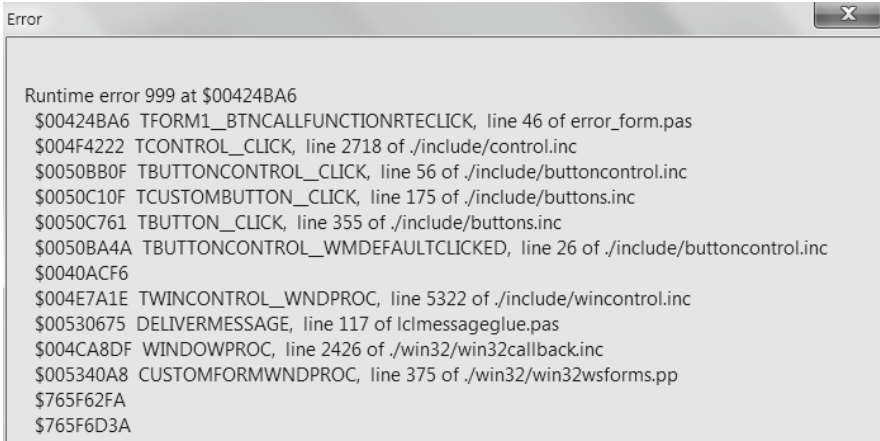 Error
X
Runtime error 999 at $00424BA6
$00424BA6 TFORM1__BTNCALLFUNCTIONRTECLICK, line 46 of error_form.pas
$004F4222 TCONTROL__CLICK, line 2718 of ./include/control.inc
$0050BB0F TBUTTONCONTROL__CLICK, line 56 of ./include/buttoncontrol.inc
$0050C10F TCUSTOMBUTTON__CLICK, line 175 of ./include/buttons.inc
$0050C761 TBUTTON__CLICK, line 355 of ./include/buttons.inc
$0050BA4A TBUTTONCONTROL__WMDEFAULTCLICKED, line 26 of ./include/buttoncontrol.inc
$0040ACF6
$004E7A1E TWINCONTROL__WNDPROC, line 5322 of ./include/wincontrol.inc
$00530675 DELIVERMESSAGE, line 117 of lclmessageglue.pas
$004CA8DF WINDOWPROC, line 2426 of ./win32/win32callback.inc
$005340A8 CUSTOMFORMWNDPROC, line 375 of ./win32/win32wsforms.pp
$765F62FA
$765F6D3A